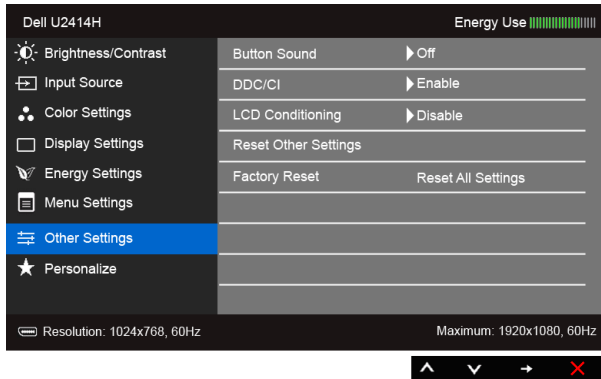 Dell U2414H Energy Use
Brightness/Contrast
Button Sound Off
Input Source
DDC/CI Enable
Color Settings
LCD Conditioning Disable
Display Settings
Reset Other Settings
Energy Settings
Factory Reset Reset All Settings
Menu Settings
Other Settings
Personalize
Resolution: 1024x768, 60Hz Maximum: 1920x1080, 60Hz